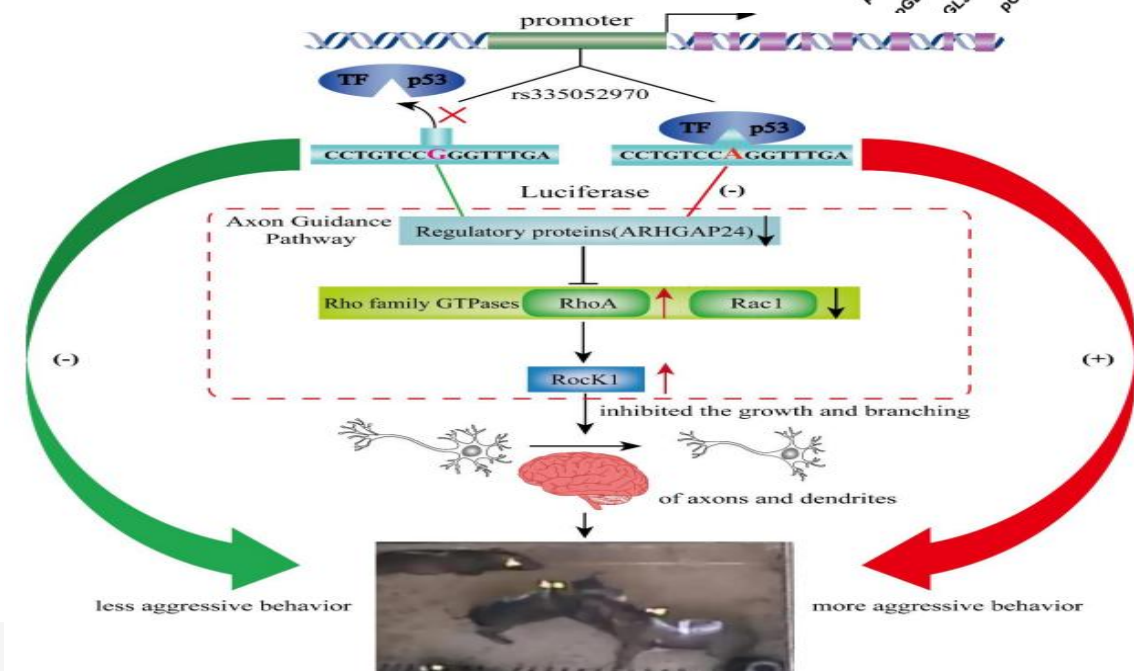 promoter
TF p53
rs335052970
TF p53
CCTGTCCGGGTTTGA
CCTGTCCAGGTTTGA
Luciferase
(-)
Axon Guidance
Pathway
Regulatory proteins(ARHGAP24)
Rho family GTPases
RhoA
Rac1
(-)
(+)
RocK1
inhibited the growth and branching
of axons and dendrites
less aggressive behavior
more aggressive behavior